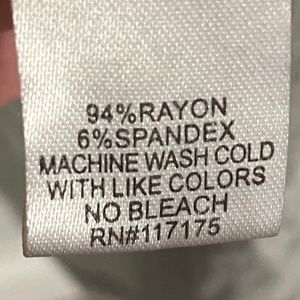 94%RAYON
6%SPANDEX
MACHINE WASH COLD
WITH LIKE COLORS
NO BLEACH
RN#117175